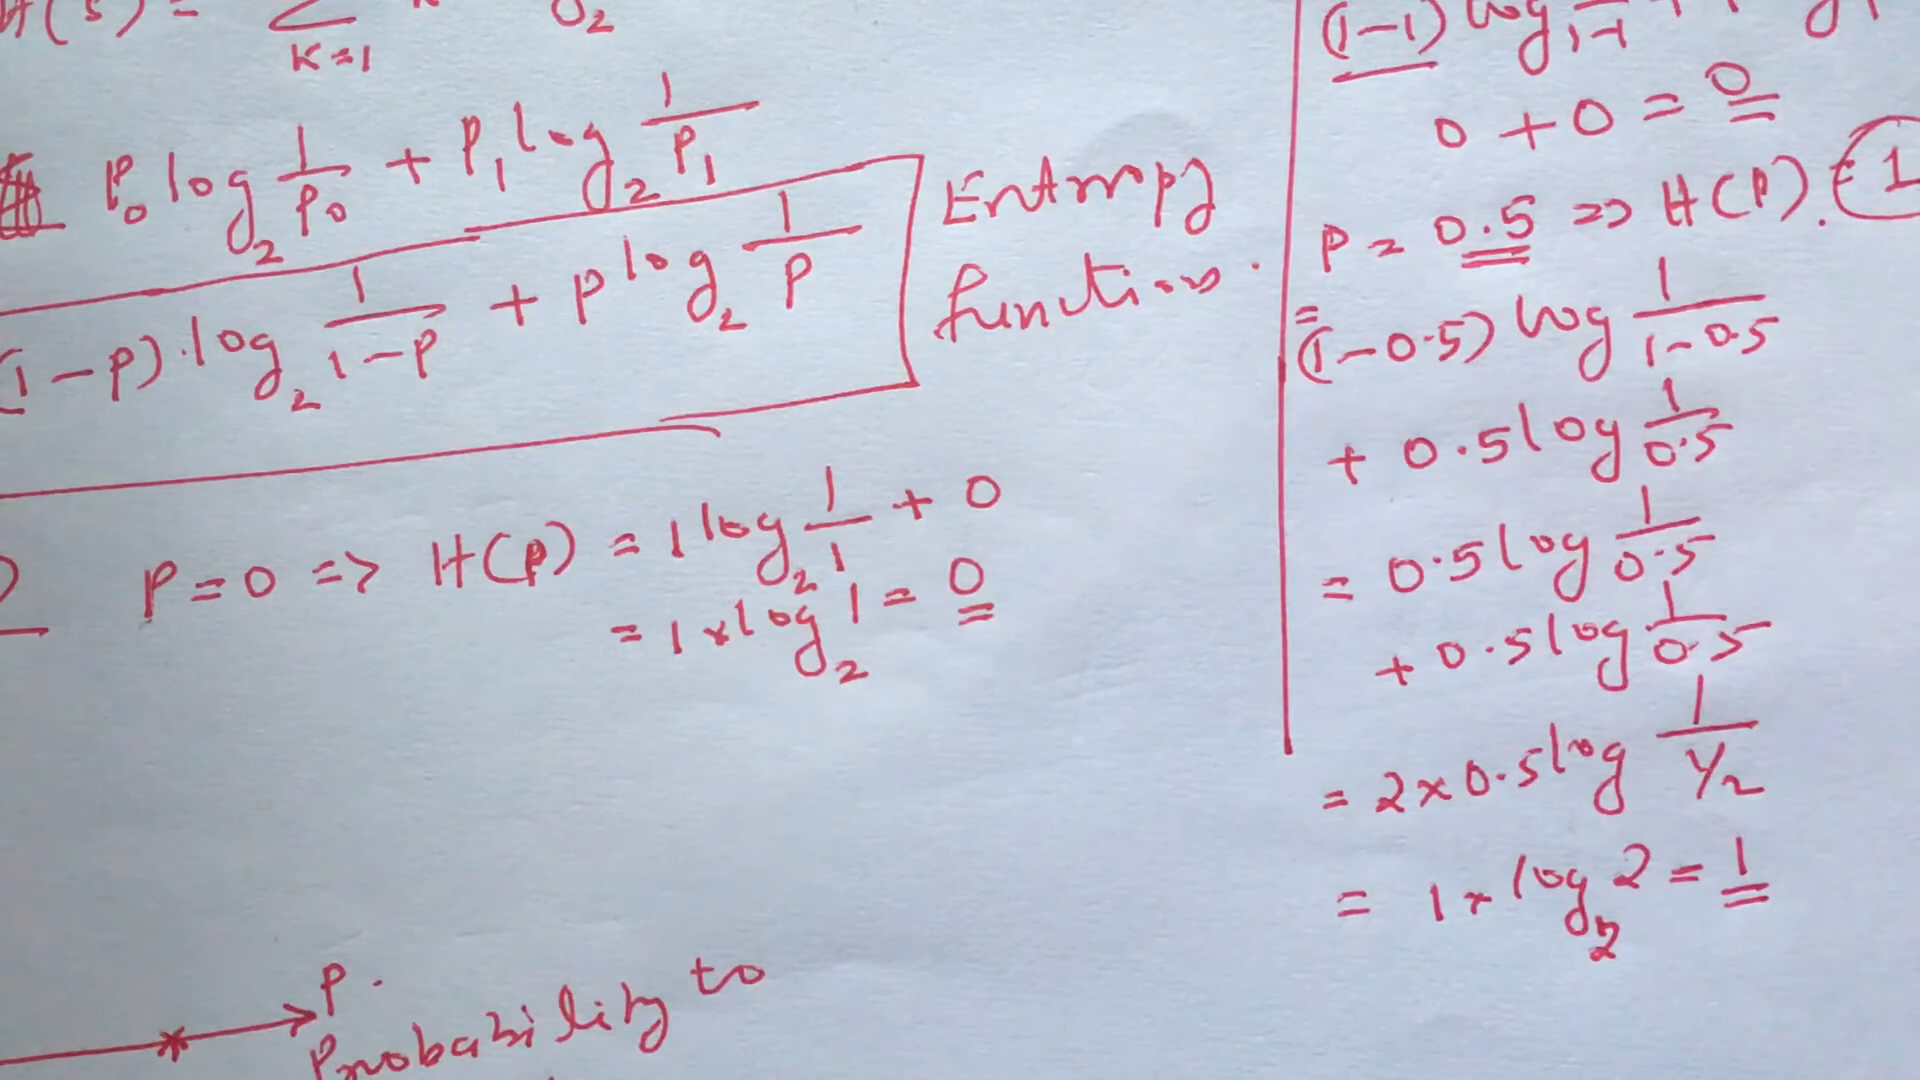 K=1
P₀ log₂ 1/P₀ + P₁ log₂ 1/P₁
(1-P).log₂ 1/1-P + P log₂ 1/P
Entropy
function.
P=0 => H(P) = 1 log₂ 1/1 + 0
= 1 x log₂ 1 = 0
P.
Probability to
(1-1) log 1/1-1
0 + 0 = 0
P = 0.5 => H(P). = 1
= (1-0.5) log 1/1-0.5
+ 0.5 log 1/0.5
= 0.5 log 1/0.5
+ 0.5 log 1/0.5
= 2x0.5 log 1/1/2
= 1 x log₂ 2 = 1